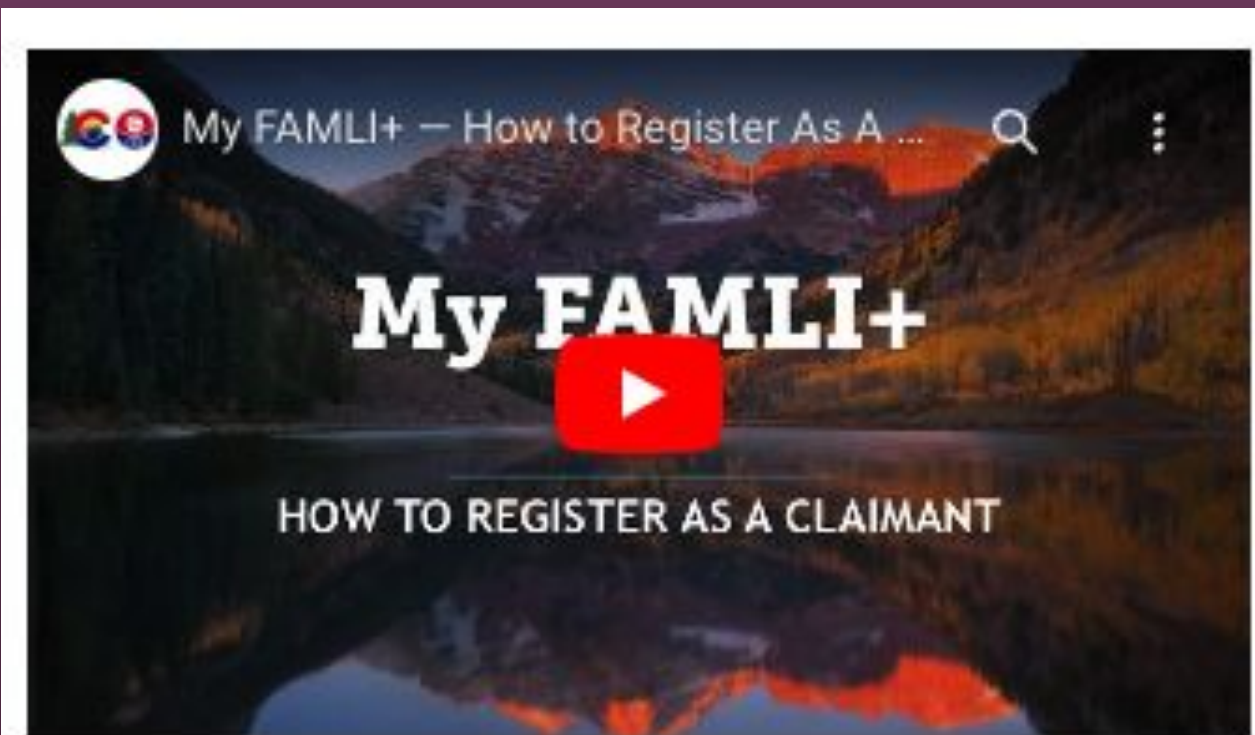 My FAMLI+ — How to Register As A ...
My FAMLI+
HOW TO REGISTER AS A CLAIMANT